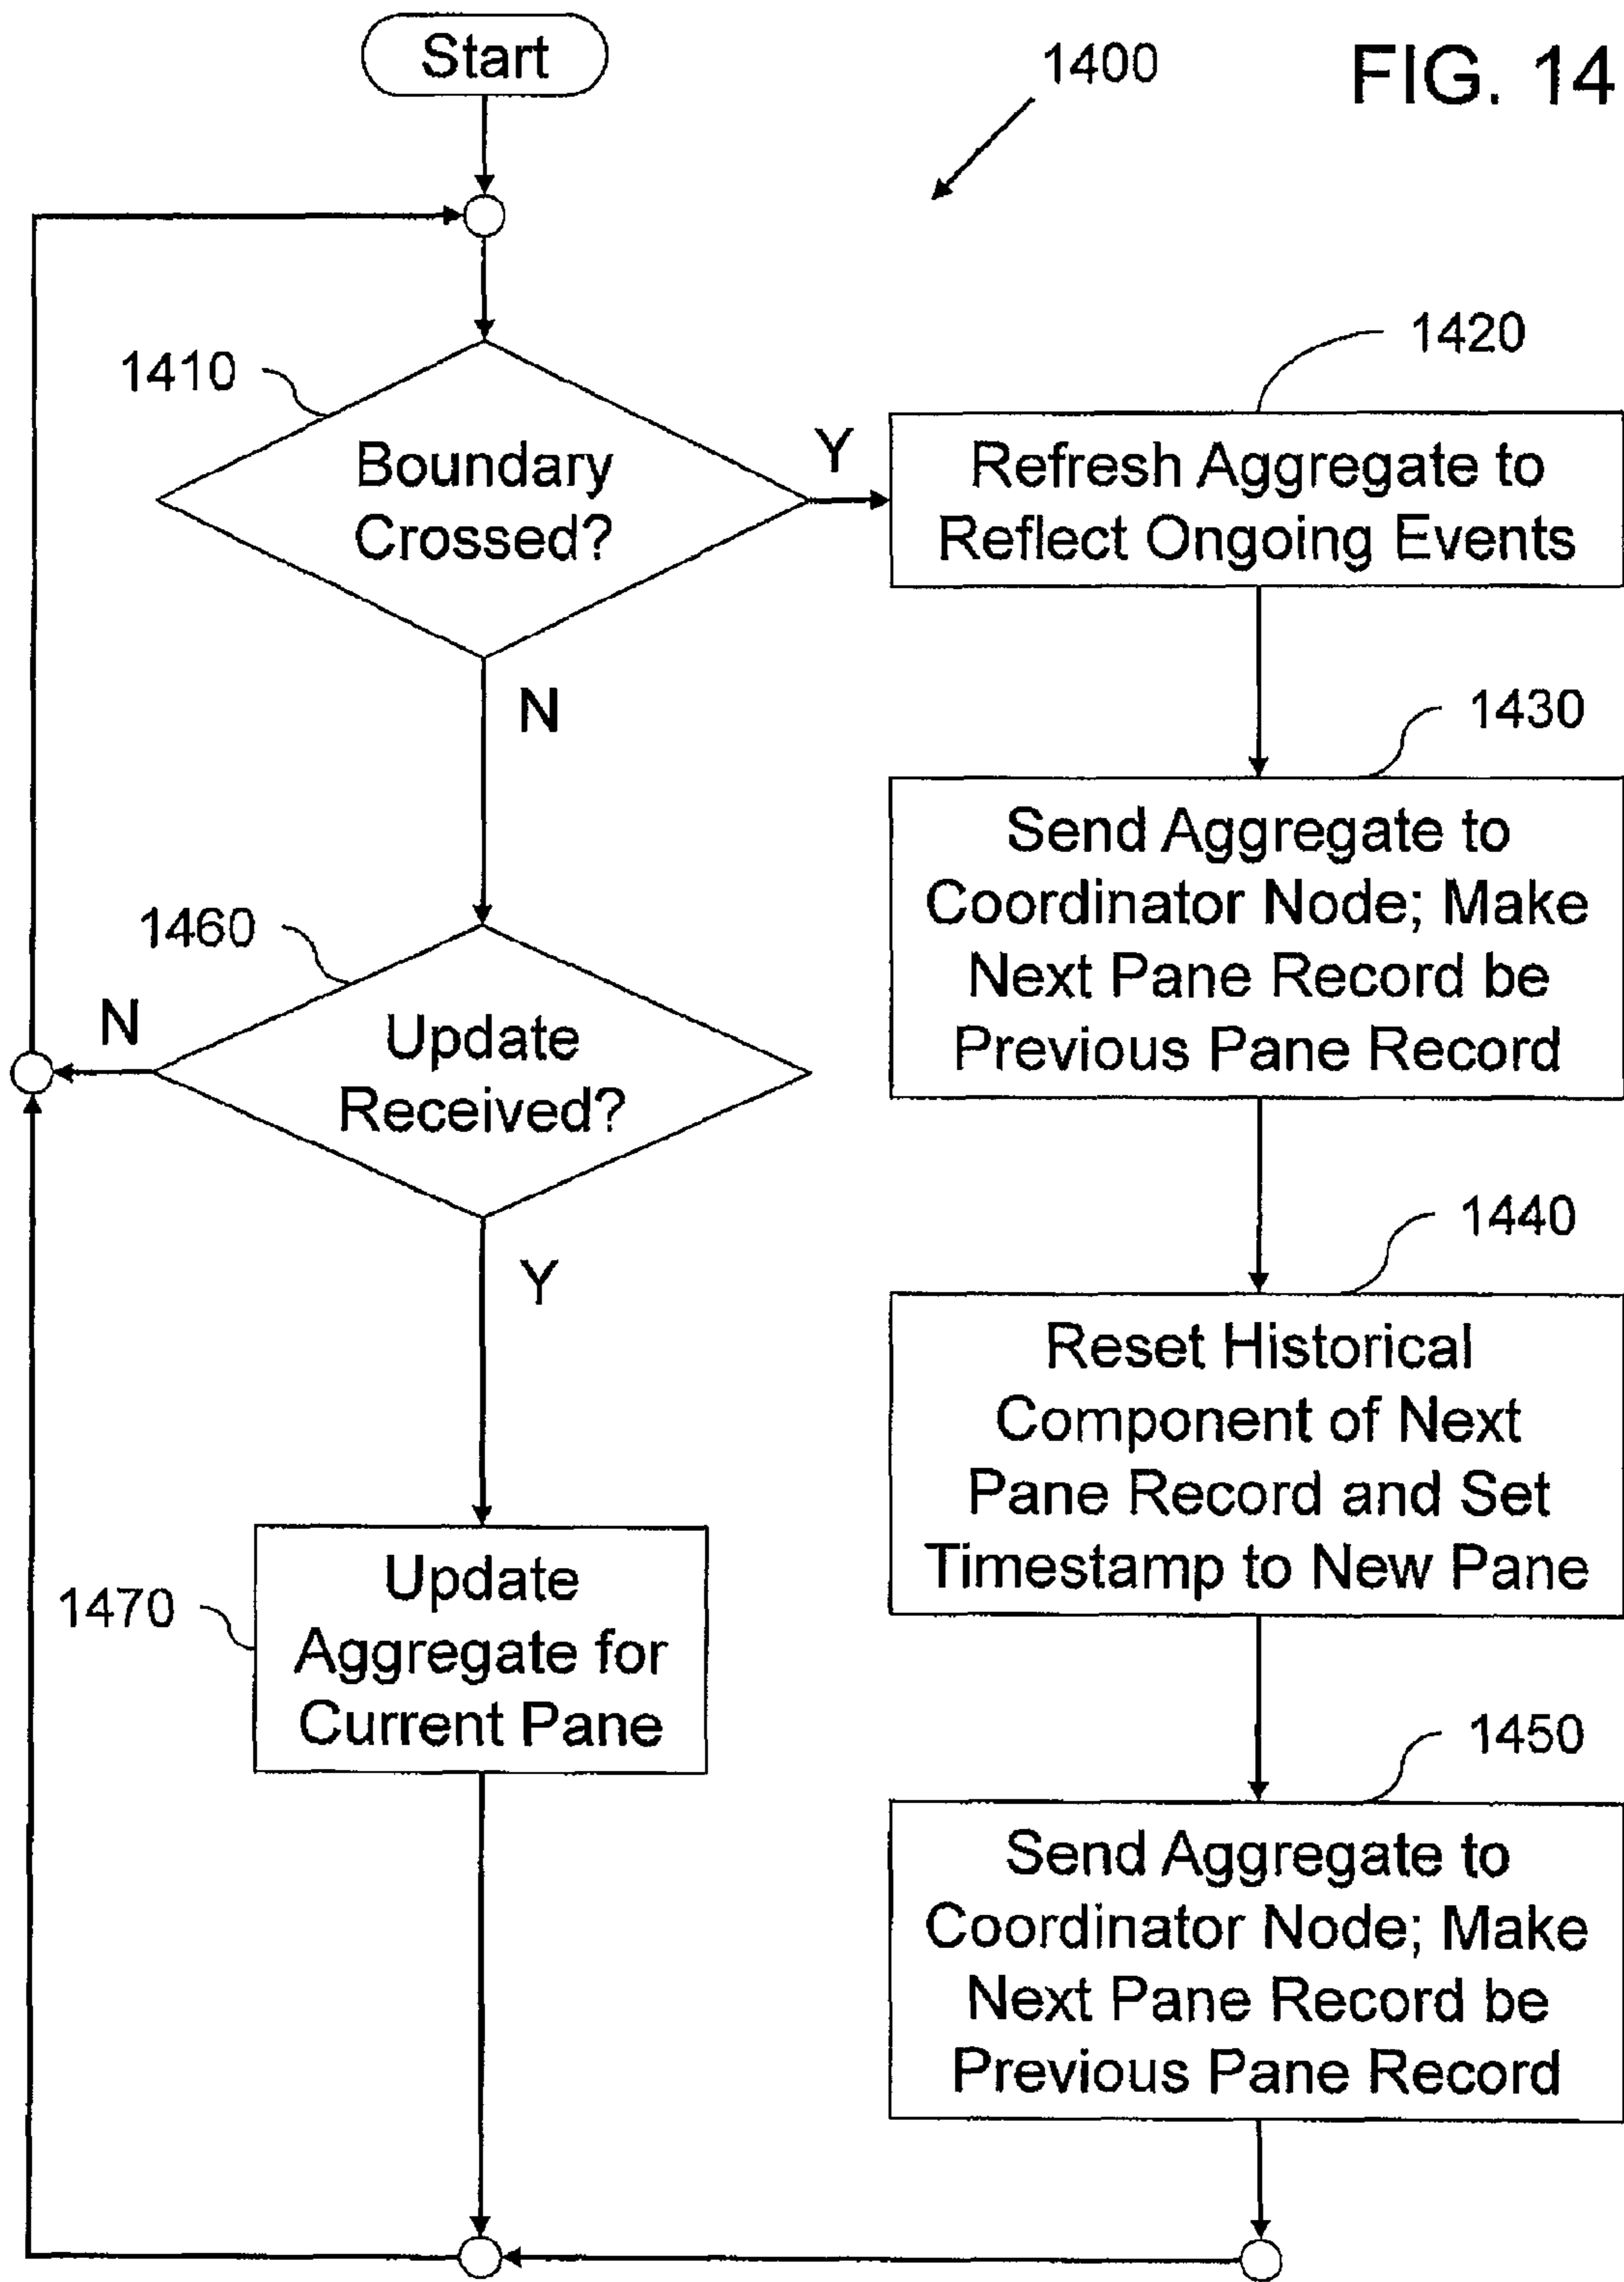 Start
1400
FIG. 14
1410
Boundary
Crossed?
Y
N
1420
Refresh Aggregate to
Reflect Ongoing Events
1430
Send Aggregate to
Coordinator Node; Make
Next Pane Record be
Previous Pane Record
1460
Update
Received?
N
Y
1440
Reset Historical
Component of Next
Pane Record and Set
Timestamp to New Pane
1470
Update
Aggregate for
Current Pane
1450
Send Aggregate to
Coordinator Node; Make
Next Pane Record be
Previous Pane Record